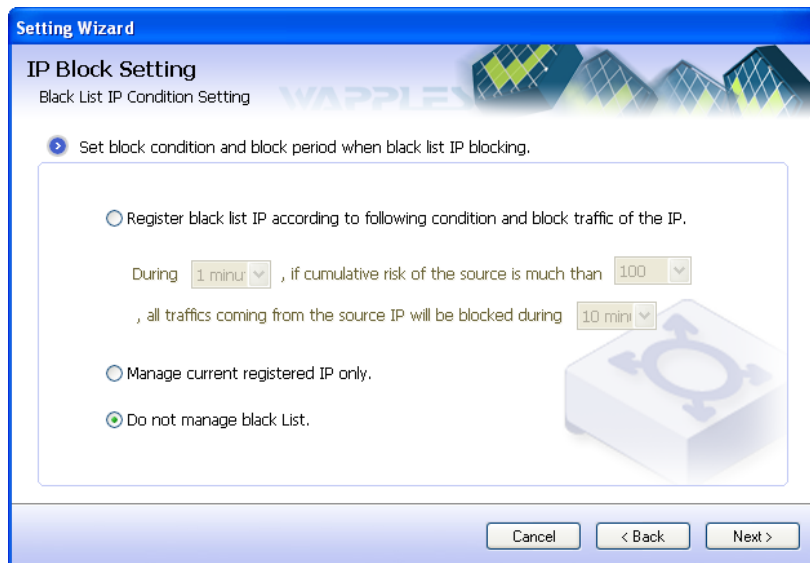 Setting Wizard
IP Block Setting
Black List IP Condition Setting
WAPPLES
Set block condition and block period when black list IP blocking.
Register black list IP according to following condition and block traffic of the IP.
During 1 minu , if cumulative risk of the source is much than 100
, all traffics coming from the source IP will be blocked during 10 minu
Manage current registered IP only.
Do not manage black List.
Cancel < Back Next >